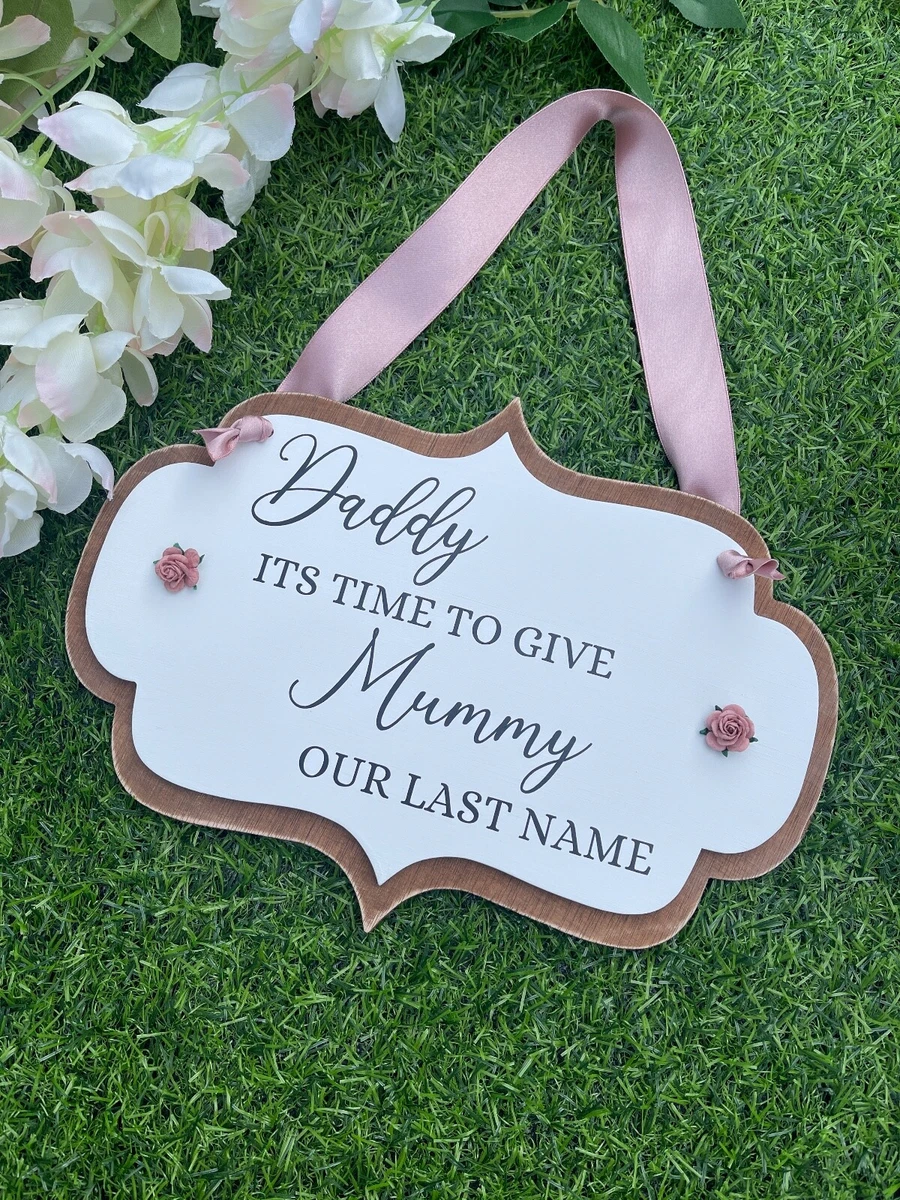 Daddy
ITS TIME TO GIVE
Mummy
OUR LAST NAME